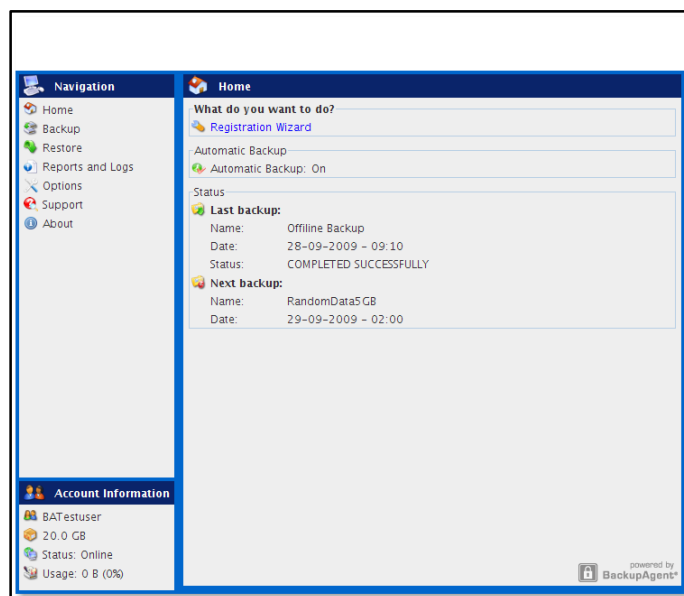 Navigation
Home
Backup
Restore
Reports and Logs
Options
Support
About
Account Information
BATestuser
20.0 GB
Status: Online
Usage: 0 B (0%)
Home
What do you want to do?
Registration Wizard
Automatic Backup
Automatic Backup: On
Status
Last backup:
Name: Offiline Backup
Date: 28-09-2009 - 09:10
Status: COMPLETED SUCCESSFULLY
Next backup:
Name: RandomData5GB
Date: 29-09-2009 - 02:00
powered by
BackupAgent